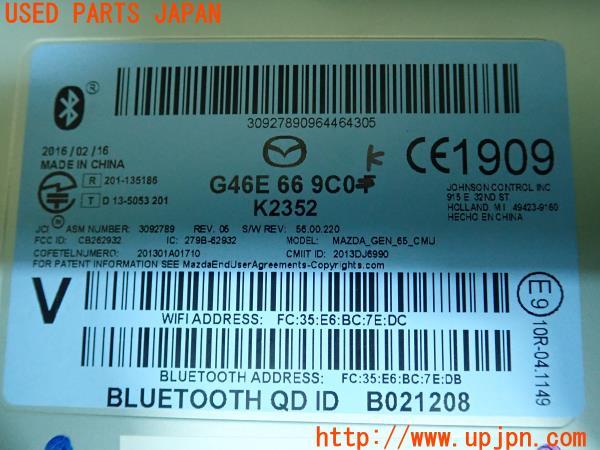 USED PARTS JAPAN
30927890964464305
2016/02/16
MADE IN CHINA
R 201-135186
T D 13-5053 201
G46E 66 9C0
K
K2352
CE1909
JOHNSON CONTROL INC
915 E 32ND ST.
HOLLAND. MI 49423-9160
HECHO EN CHINA
JCI ASM NUMBER: 3092789 REV. 05 S/W REV.: 56.00.220
FCC ID: CB262932 IC: 279B-62932 MODEL: MAZDA_GEN_65_CMU
COFETELNUMERO: 201301A01710 CMIIT ID: 2013DJ6990
FOR PATENT INFORMATION SEE MazdaEndUserAgreements-Copyrights.com
V
WIFI ADDRESS: FC:35:E6:BC:7E:DC
E9
10R-04.1149
BLUETOOTH ADDRESS: FC:35:E6:BC:7E:DB
BLUETOOTH QD ID B021208
www.upjpn.com